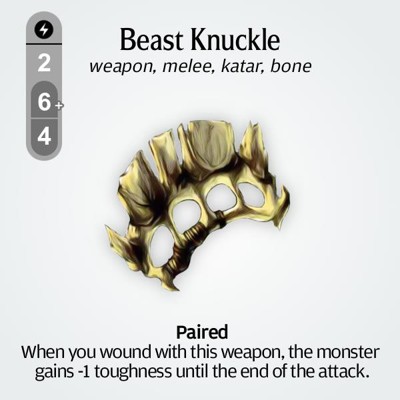 Beast Knuckle
weapon, melee, katar, bone
2
6+
4
Paired
When you wound with this weapon, the monster
gains -1 toughness until the end of the attack.